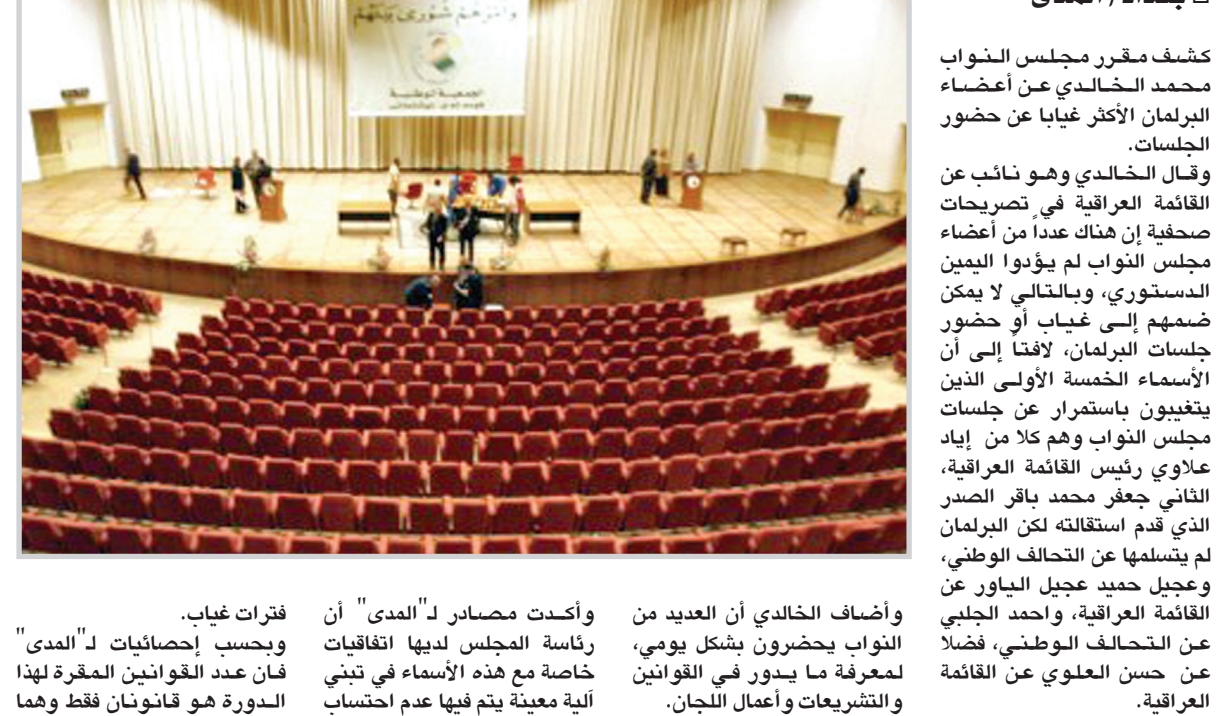 بغداد/ المدى
كشف مقرر مجلس النواب
محمد الخالدي عن أعضاء
البرلمان الأكثر غيابا عن حضور
الجلسات.
وقال الخالدي وهو نائب عن
القائمة العراقية في تصريحات
صحفية إن هناك عدداً من أعضاء
مجلس النواب لم يؤدوا اليمين
الدستوري، وبالتالي لا يمكن
ضمهم إلى غياب أو حضور
جلسات البرلمان، لافتاً إلى أن
الأسماء الخمسة الأولى الذين
يتغيبون باستمرار عن جلسات
مجلس النواب وهم كلا من إياد
علاوي رئيس القائمة العراقية،
الثاني جعفر محمد باقر الصدر
الذي قدم استقالته لكن البرلمان
لم يتسلمها عن التحالف الوطني،
وعجيل حميد عجيل الياور عن
القائمة العراقية، واحمد الجلبي
عن التحالف الوطني، فضلا
عن حسن العلوي عن القائمة
العراقية.
وأمرهم شورى بينهم
الجمعية الوطنية
وأضاف الخالدي أن العديد من
النواب يحضرون بشكل يومي،
لمعرفة ما يدور في القوانين
والتشريعات وأعمال اللجان.
وأكدت مصادر لـ"المدى" أن
رئاسة المجلس لديها اتفاقيات
خاصة مع هذه الأسماء في تبني
آلية معينة يتم فيها عدم احتساب
فترات غياب.
وبحسب إحصائيات لـ"المدى"
فان عدد القوانين المقرة لهذا
الدورة هو قانونان فقط وهما